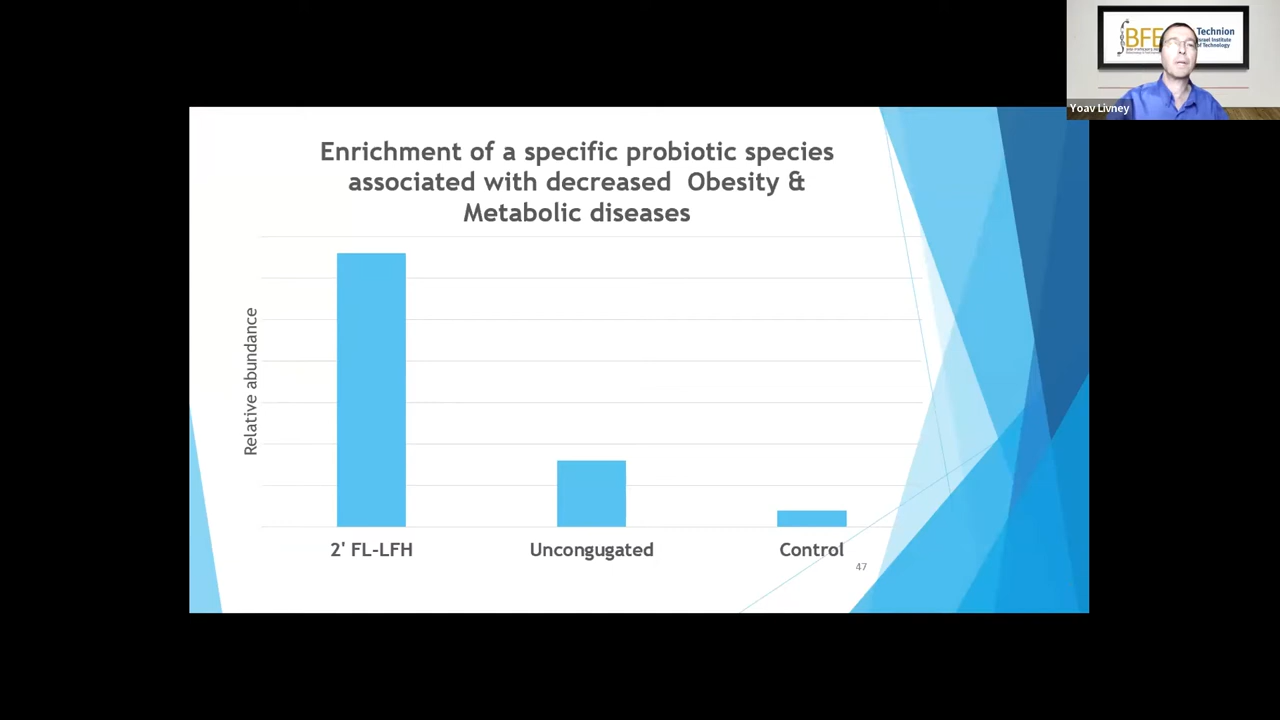 BFE
Technion
Israel Institute
of Technology
Yoav Livney
Enrichment of a specific probiotic species
associated with decreased Obesity &
Metabolic diseases
Relative abundance
2' FL-LFH
Uncongugated
Control
47